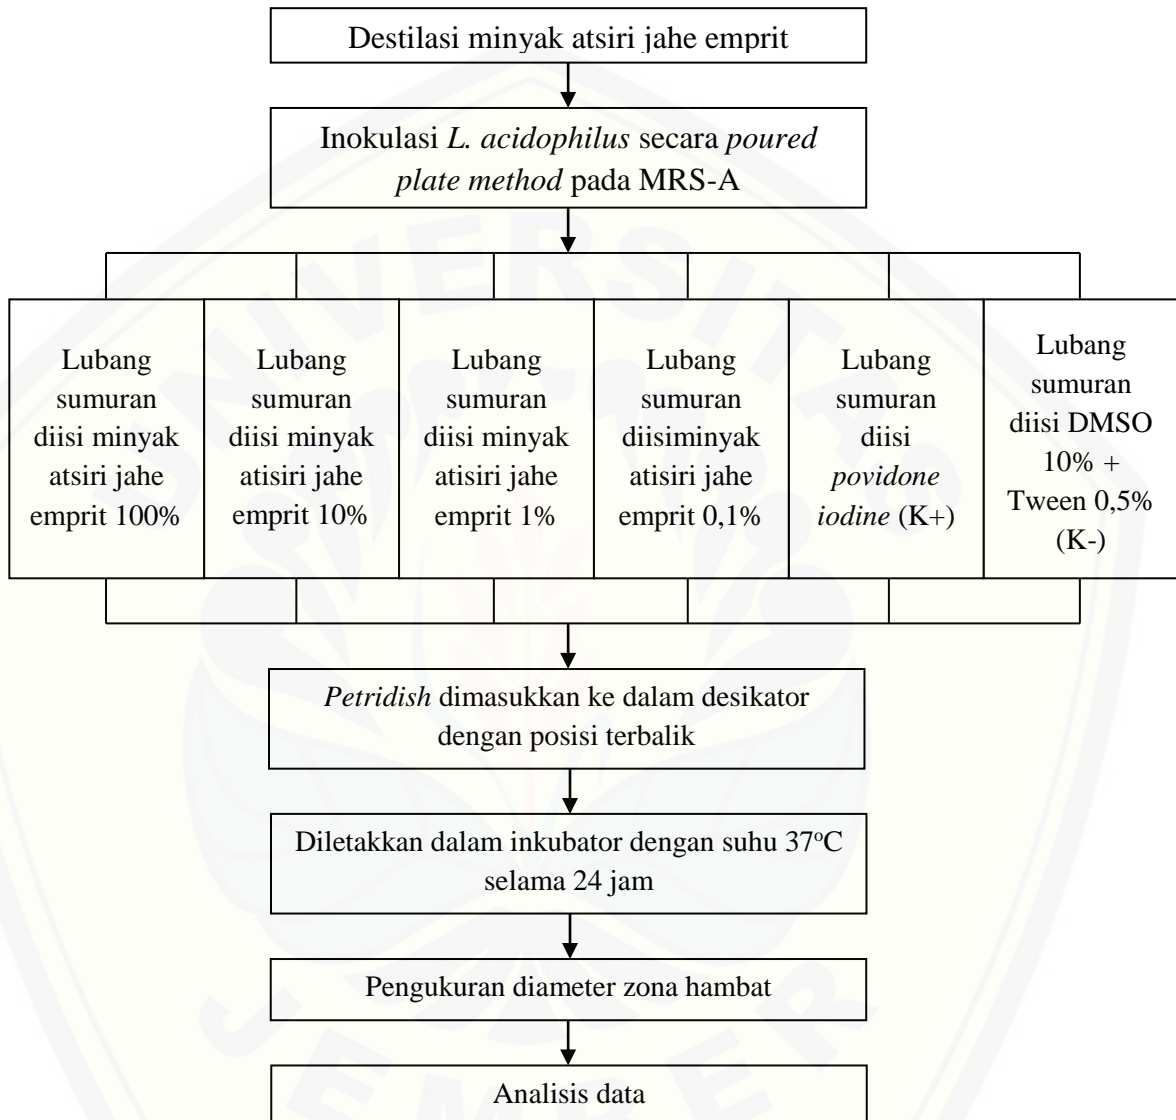 Destilasi minyak atsiri jahe emprit
Inokulasi L. acidophilus secara poured
plate method pada MRS-A
Lubang
sumuran
diisi minyak
atsiri jahe
emprit 100%
Lubang
sumuran
diisi minyak
atisiri jahe
emprit 10%
Lubang
sumuran
diisi minyak
atisiri jahe
emprit 1%
Lubang
sumuran
diisiminyak
atisiri jahe
emprit 0,1%
Lubang
sumuran
diisi
povidone
iodine (K+)
Lubang
sumuran
diisi DMSO
10% +
Tween 0,5%
(K-)
Petridish dimasukkan ke dalam desikator
dengan posisi terbalik
Diletakkan dalam inkubator dengan suhu 37°C
selama 24 jam
Pengukuran diameter zona hambat
Analisis data
UNIVERSITAS
JEMBER